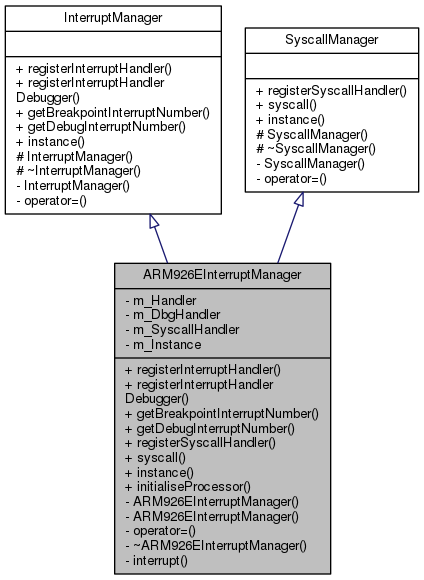 InterruptManager
+ registerInterruptHandler()
+ registerInterruptHandler
Debugger()
+ getBreakpointInterruptNumber()
+ getDebugInterruptNumber()
+ instance()
# InterruptManager()
# ~InterruptManager()
- InterruptManager()
- operator=()
SyscallManager
+ registerSyscallHandler()
+ syscall()
+ instance()
# SyscallManager()
# ~SyscallManager()
- SyscallManager()
- operator=()
ARM926EInterruptManager
- m_Handler
- m_DbgHandler
- m_SyscallHandler
- m_Instance
+ registerInterruptHandler()
+ registerInterruptHandler
Debugger()
+ getBreakpointInterruptNumber()
+ getDebugInterruptNumber()
+ registerSyscallHandler()
+ syscall()
+ instance()
+ initialiseProcessor()
- ARM926EInterruptManager()
- ARM926EInterruptManager()
- operator=()
- ~ARM926EInterruptManager()
- interrupt()